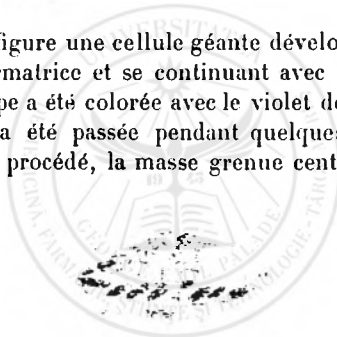 figure une cellule géante dévelo
rmatrice et se continuant avec
pe a été colorée avec le violet de
a été passée pendant quelques
procédé, la masse grenue cent